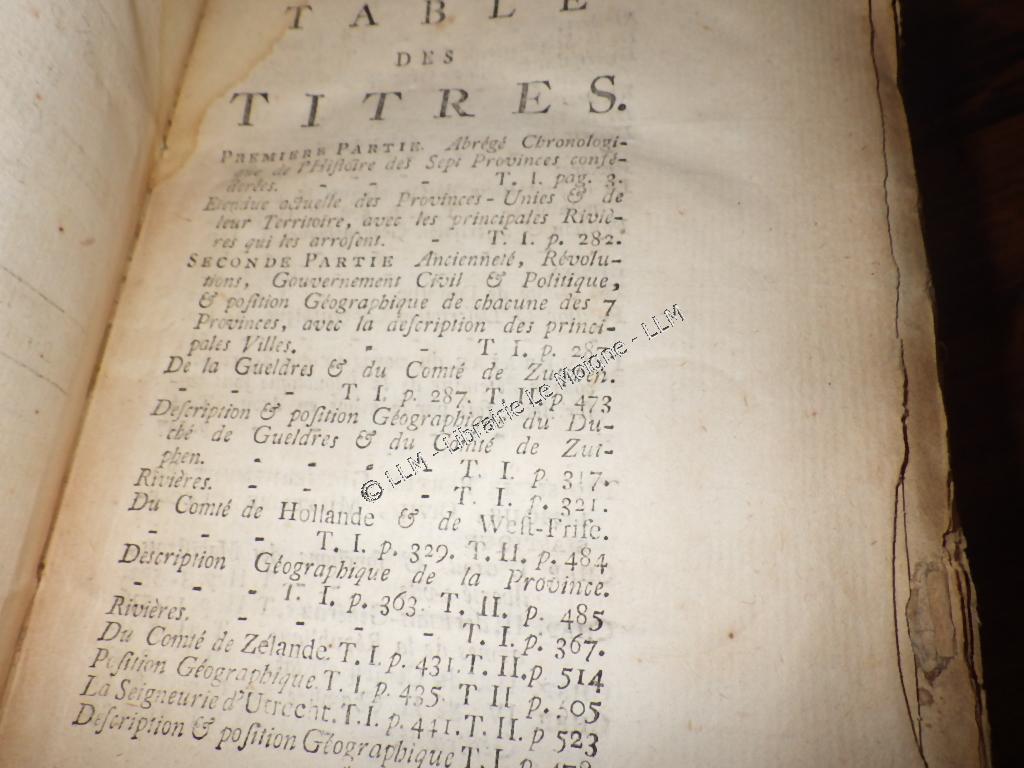 TABLE
DES
TITRES.
PREMIERE PARTIE. Abrégé Chronologi-
que de l'Histoire des Sept Provinces confé-
derées. - - - T. I. pag. 3.
Etendue actuelle des Provinces-Unies & de
leur Territoire, avec les principales Riviè-
res qui les arrosent. - T. I. p. 282.
SECONDE PARTIE Ancienneté, Révolu-
tions, Gouvernement Civil & Politique,
& position Géographique de chacune des 7
Provinces, avec la description des princi-
pales Villes. - - T. I. p.
De la Gueldres & du Comté de Zutphen.
- - - T. I. p. 287. T. II. p 473
Description & position Géographique du Du-
ché de Gueldres & du Comté de Zut-
phen. - - - - T. I. p. 317.
Rivières. - - - - T. I. p. 321.
Du Comté de Hollande & de West-Frise.
- - - T. I. p. 329. T. II. p. 484
Description Géographique de la Province.
- - - T. I. p. 363. T. II. p. 485
Rivières. - - - - T. I. p. 367.
Du Comté de Zélande. T. I. p. 431. T. II. p 514
Position Géographique. T. I. p. 435. T II p.
La Seigneurie d'Utrecht. T. I. p. 441. T. II. p 523
Description & position Géographique T. I.
© LLM - Librairie Le Moigne - LLM